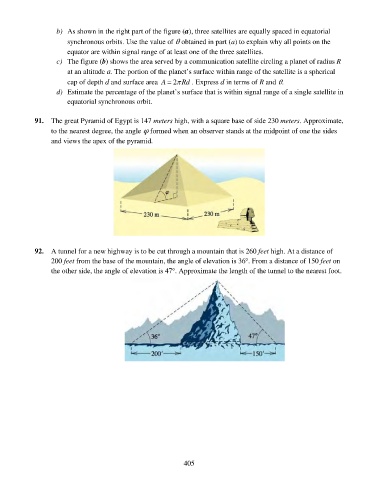 b) As shown in the right part of the figure (a), three satellites are equally spaced in equatorial
synchronous orbits. Use the value of θ obtained in part (a) to explain why all points on the
equator are within signal range of at least one of the three satellites.
c) The figure (b) shows the area served by a communication satellite circling a planet of radius R
at an altitude a. The portion of the planet's surface within range of the satellite is a spherical
cap of depth d and surface area A = 2πRd . Express d in terms of R and θ.
d) Estimate the percentage of the planet's surface that is within signal range of a single satellite in
equatorial synchronous orbit.
91. The great Pyramid of Egypt is 147 meters high, with a square base of side 230 meters. Approximate,
to the nearest degree, the angle φ formed when an observer stands at the midpoint of one the sides
and views the apex of the pyramid.
φ
230 m 230 m
92. A tunnel for a new highway is to be cut through a mountain that is 260 feet high. At a distance of
200 feet from the base of the mountain, the angle of elevation is 36°. From a distance of 150 feet on
the other side, the angle of elevation is 47°. Approximate the length of the tunnel to the nearest foot.
36° 47°
200' 150'
405